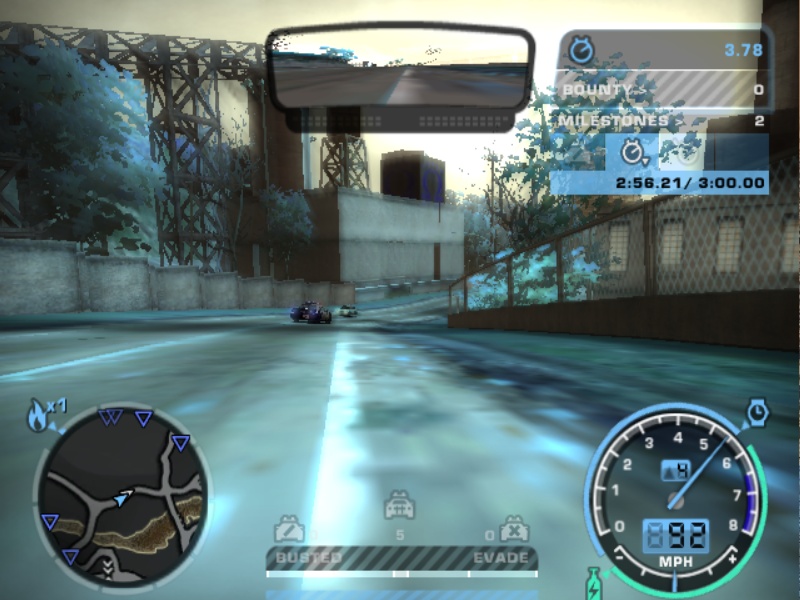 3.78
BOUNTY 0
MILESTONES 2
2:56.21/ 3:00.00
x1
0 1 2 3 4 5 6 7 8
4
92
MPH
5 0
BUSTED EVADE